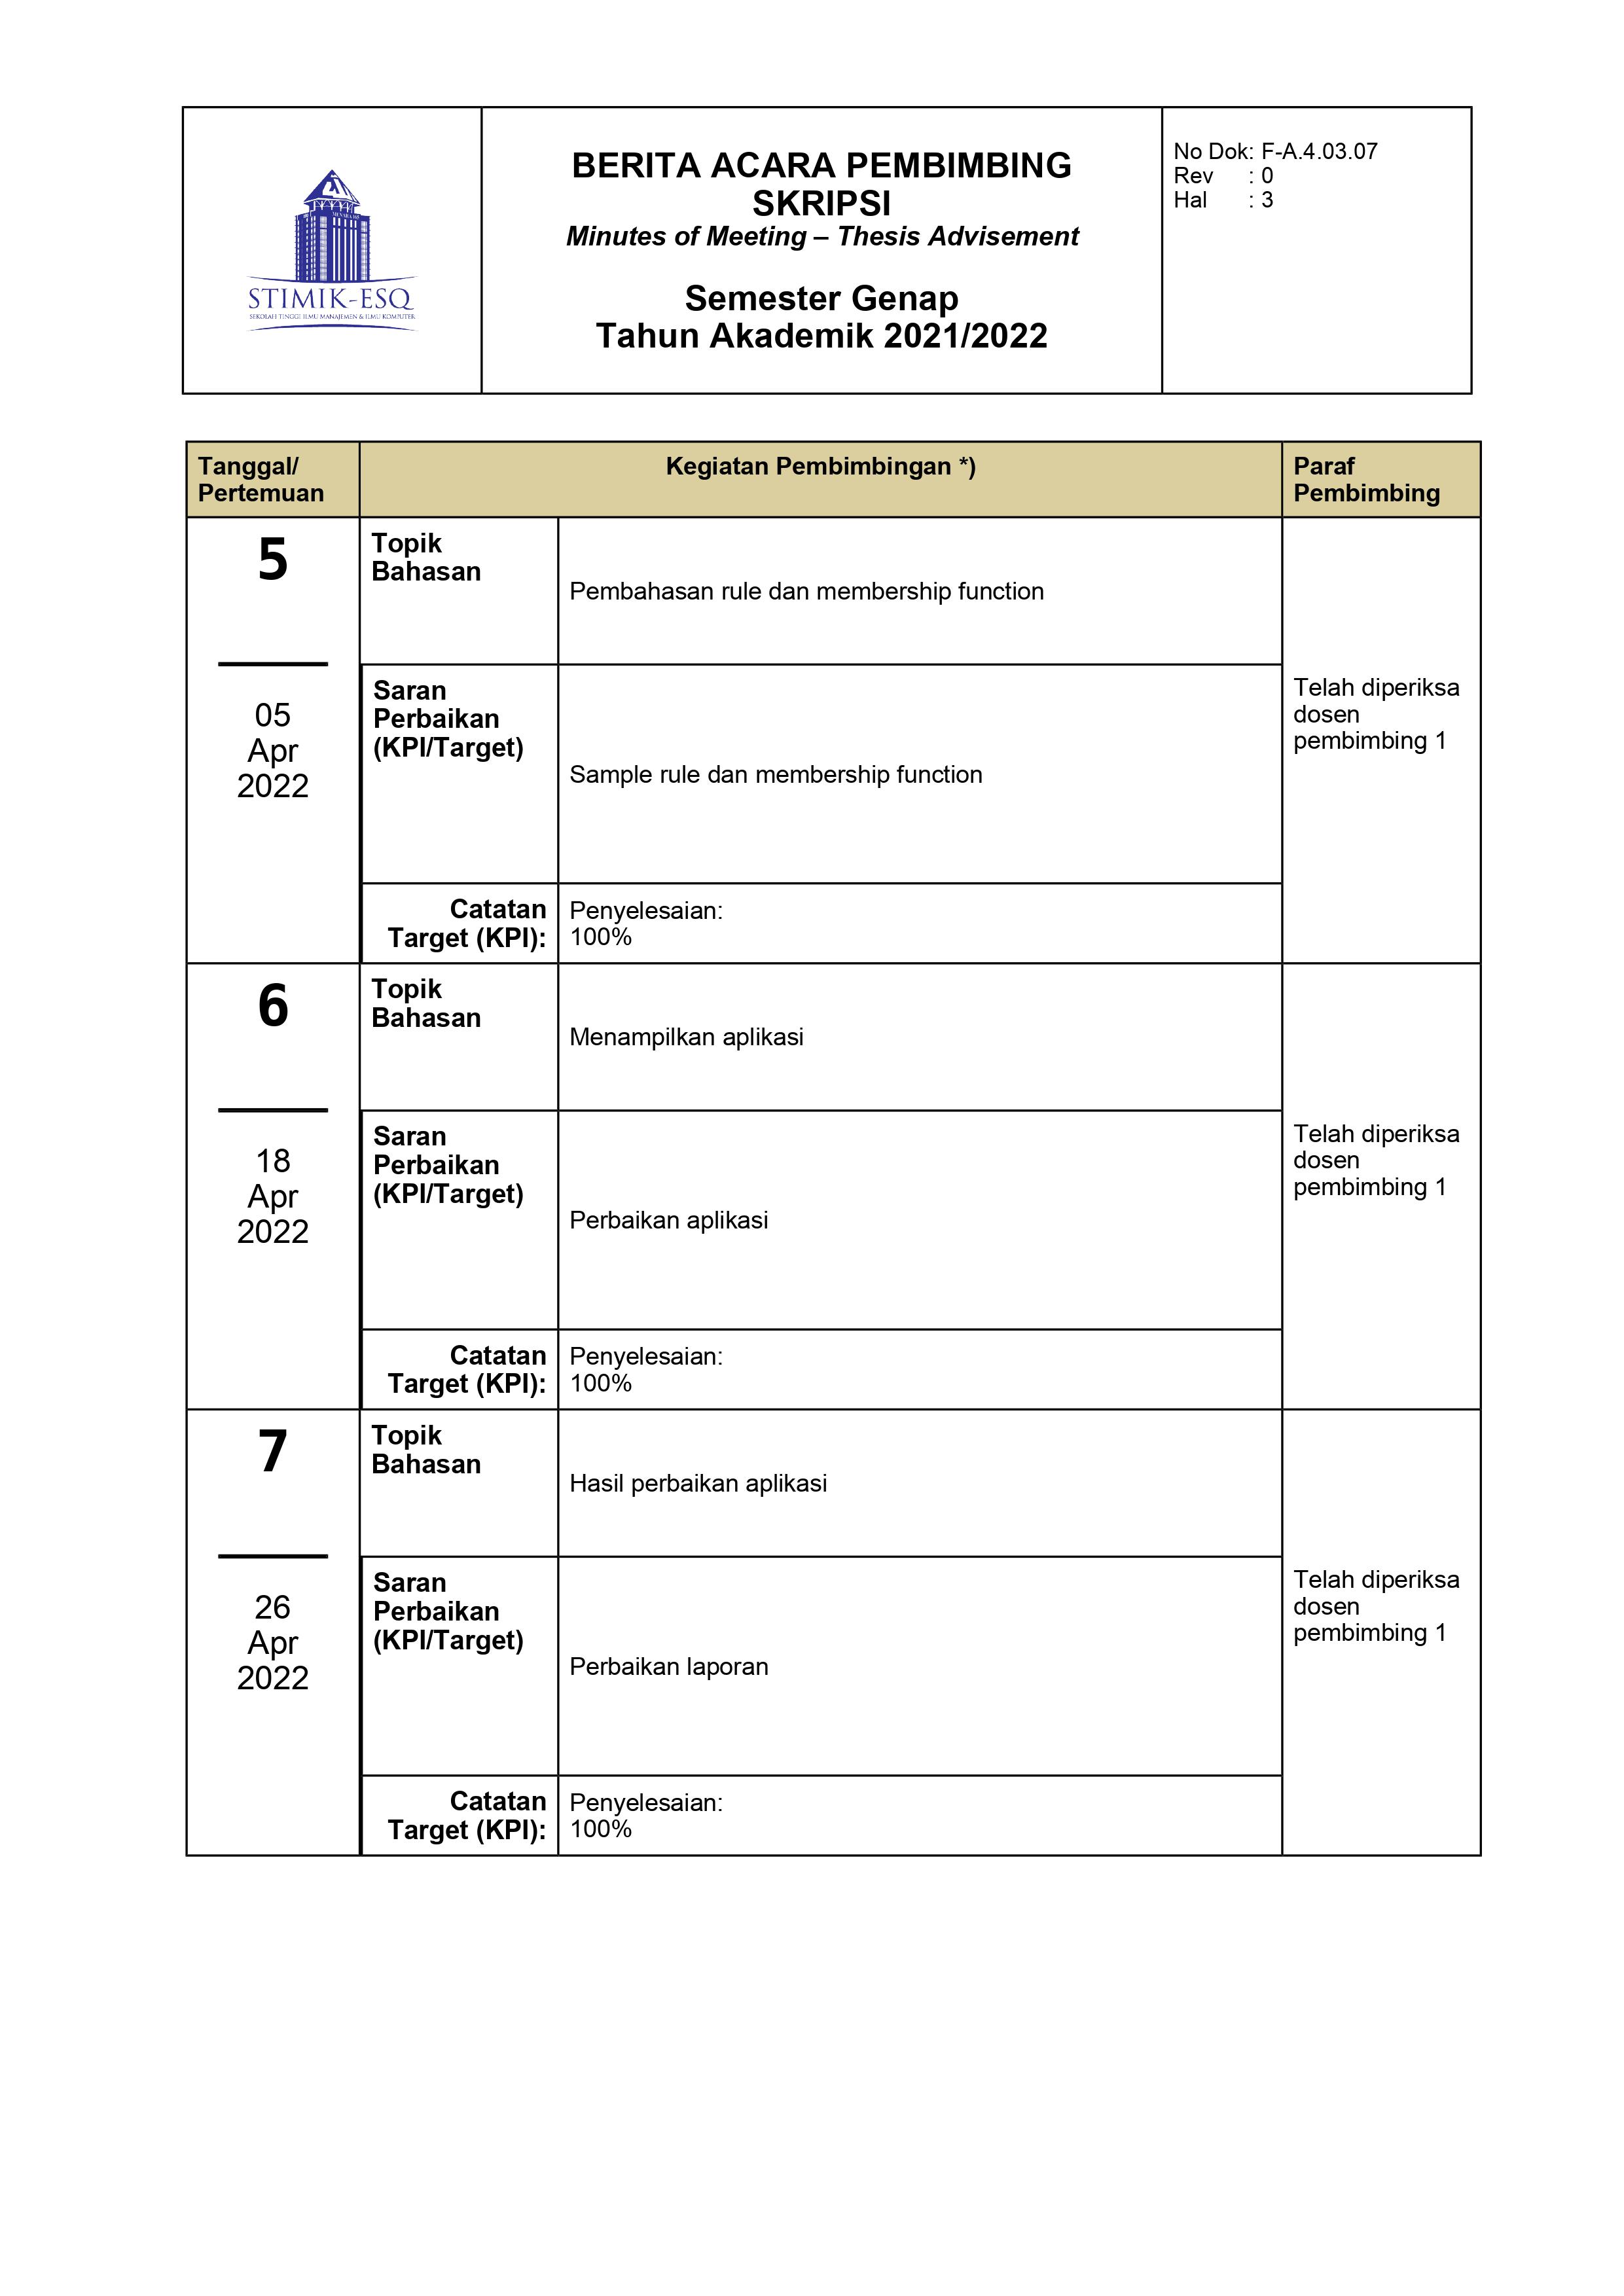 MENARA 165
STIMIK-ESQ
SEKOLAH TINGGI ILMU MANAJEMEN & ILMU KOMPUTER
BERITA ACARA PEMBIMBING
SKRIPSI
Minutes of Meeting – Thesis Advisement
Semester Genap
Tahun Akademik 2021/2022
No Dok: F-A.4.03.07
Rev : 0
Hal : 3
Tanggal/
Pertemuan
Kegiatan Pembimbingan *)
Paraf
Pembimbing
5
05
Apr
2022
Topik
Bahasan
Pembahasan rule dan membership function
Saran
Perbaikan
(KPI/Target)
Sample rule dan membership function
Catatan
Target (KPI):
Penyelesaian:
100%
Telah diperiksa
dosen
pembimbing 1
6
18
Apr
2022
Topik
Bahasan
Menampilkan aplikasi
Saran
Perbaikan
(KPI/Target)
Perbaikan aplikasi
Catatan
Target (KPI):
Penyelesaian:
100%
Telah diperiksa
dosen
pembimbing 1
7
26
Apr
2022
Topik
Bahasan
Hasil perbaikan aplikasi
Saran
Perbaikan
(KPI/Target)
Perbaikan laporan
Catatan
Target (KPI):
Penyelesaian:
100%
Telah diperiksa
dosen
pembimbing 1